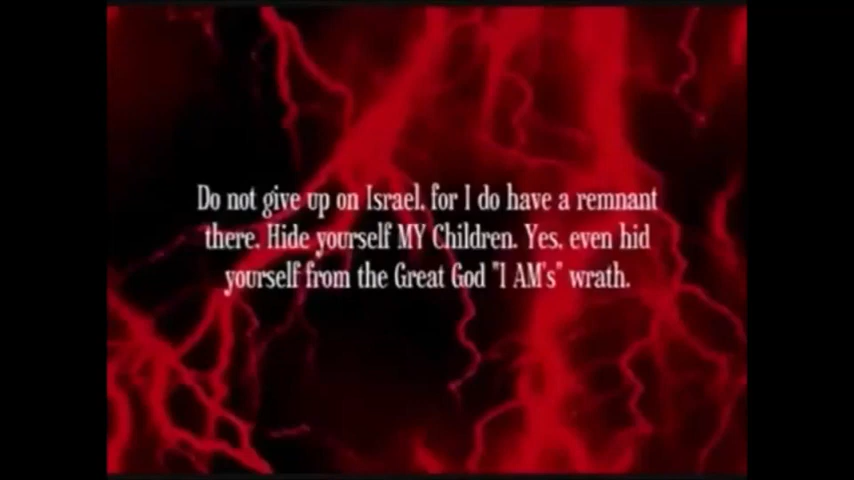 Do not give up on Israel, for I do have a remnant
there. Hide yourself MY Children. Yes, even hid
yourself from the Great God "I AM's" wrath.